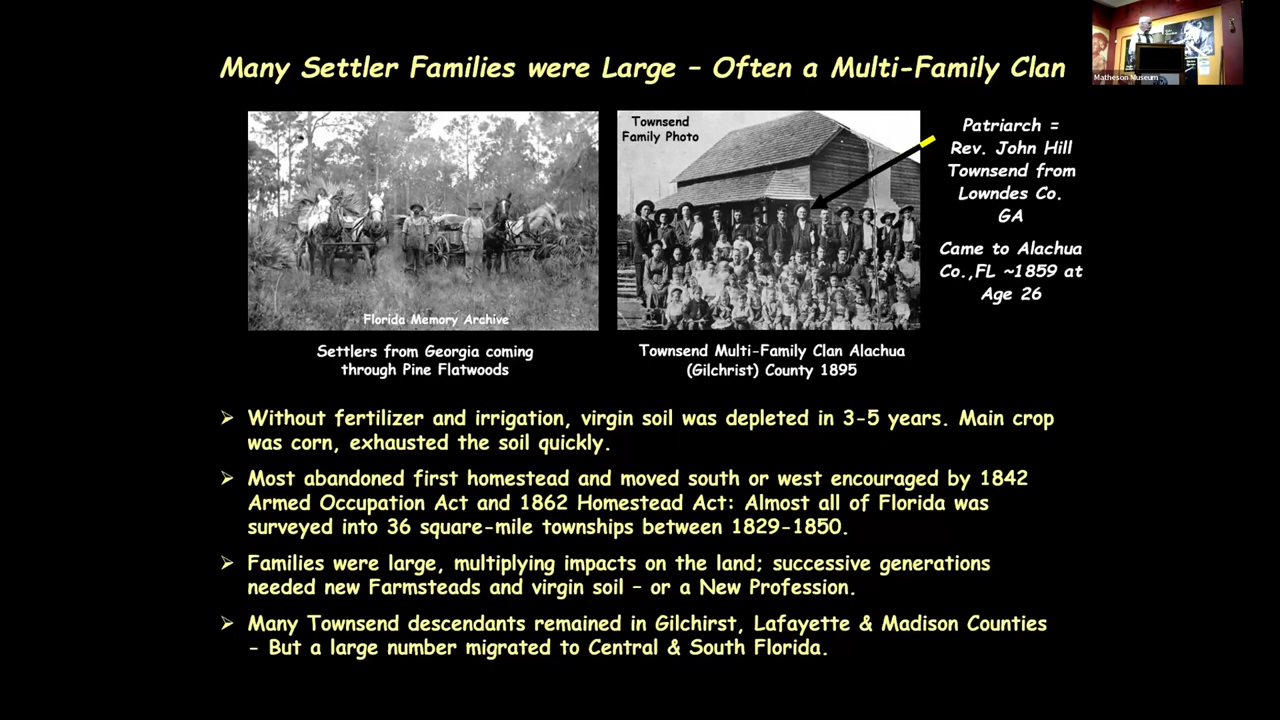 Many Settler Families were Large – Often a Multi-Family Clan
Matheson Museum
Townsend
Family Photo
Florida Memory Archive
Patriarch =
Rev. John Hill
Townsend from
Lowndes Co.
GA
Came to Alachua
Co.,FL ~1859 at
Age 26
Settlers from Georgia coming
through Pine Flatwoods
Townsend Multi-Family Clan Alachua
(Gilchrist) County 1895
➢ Without fertilizer and irrigation, virgin soil was depleted in 3-5 years. Main crop
was corn, exhausted the soil quickly.
➢ Most abandoned first homestead and moved south or west encouraged by 1842
Armed Occupation Act and 1862 Homestead Act: Almost all of Florida was
surveyed into 36 square-mile townships between 1829-1850.
➢ Families were large, multiplying impacts on the land; successive generations
needed new Farmsteads and virgin soil – or a New Profession.
➢ Many Townsend descendants remained in Gilchirst, Lafayette & Madison Counties
– But a large number migrated to Central & South Florida.